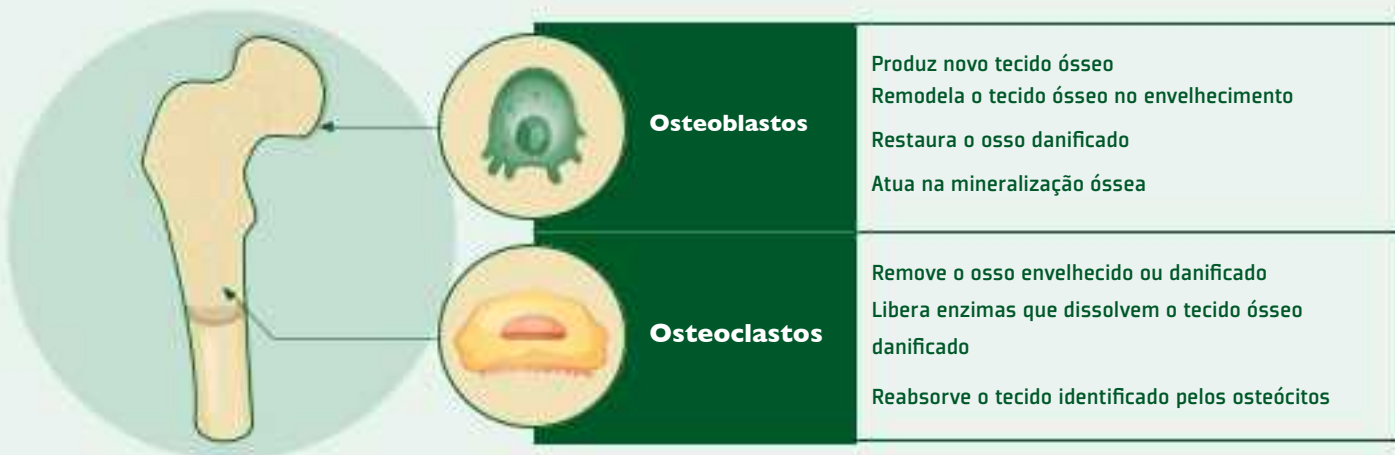 Osteoblastos
Produz novo tecido ósseo
Remodela o tecido ósseo no envelhecimento
Restaura o osso danificado
Atua na mineralização óssea
Osteoclastos
Remove o osso envelhecido ou danificado
Libera enzimas que dissolvem o tecido ósseo
danificado
Reabsorve o tecido identificado pelos osteócitos